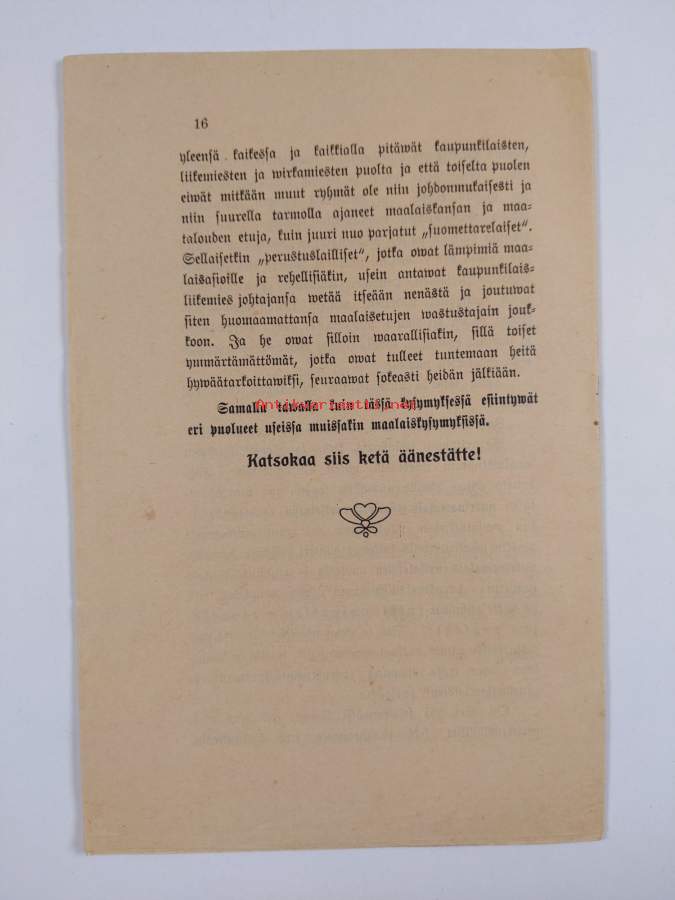 16
yleensä kaikessa ja kaikkialla pitäwät kaupunkilaisten,
liikemiesten ja wirkamiesten puolta ja että toiselta puolen
eiwät mitkään muut ryhmät ole niin johdonmukaisesti ja
niin suurella tarmolla ajaneet maalaiskansan ja maa-
talouden etuja, kuin juuri nuo parjatut „suomettarelaiset".
Sellaisetkin „perustuslailliset", jotka owat lämpimiä maa-
laisasioille ja rehellisiäkin, usein antawat kaupunkilais-
liikemies johtajansa wetää itseään nenästä ja joutuwat
siten huomaamattansa maalaisetujen wastustajain jouk-
koon. Ja he owat silloin waarallisiakin, sillä toiset
ymmärtämättömät, jotka owat tulleet tuntemaan heitä
hywäätarkoittawiksi, seuraawat sokeasti heidän jälkiään.
Samalla tawalla kuin tässä kysymyksessä esiintywät
eri puolueet useissa muissakin maalaiskysymyksissä.
Katsokaa siis ketä äänestätte!
Antikvariaatti.net